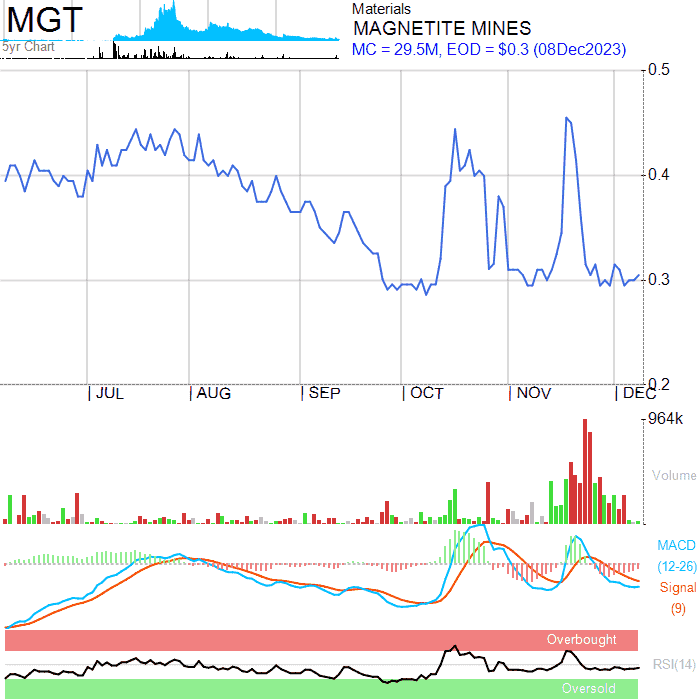 MGT
5yr Chart
Materials
MAGNETITE MINES
MC = 29.5M, EOD = $0.3 (08Dec2023)
0.5
0.4
0.3
0.2
JUL AUG SEP OCT NOV DEC
964k
Volume
MACD
(12-26)
Signal
(9)
Overbought
RSI(14)
Oversold